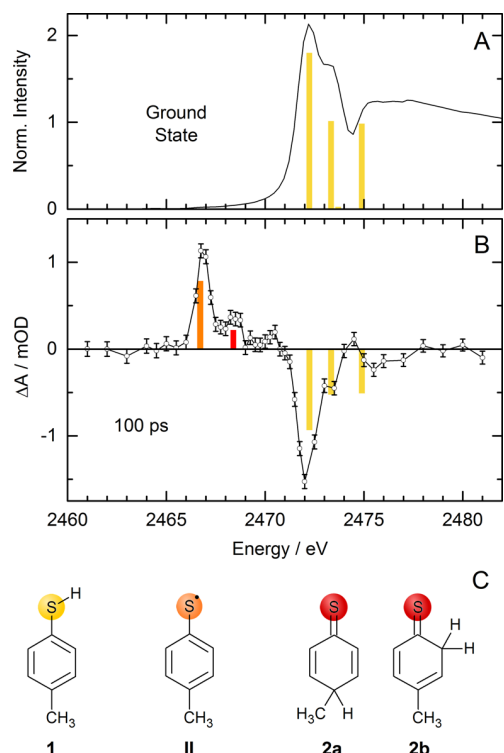 A
Norm. Intensity
2
1
0
Ground
State
B
ΔA / mOD
1
0
-1
100 ps
2460 2465 2470 2475 2480
Energy / eV
C
S H
CH₃
1
S•
CH₃
II
S
H₃C H
2a
S
H
H
CH₃
2b